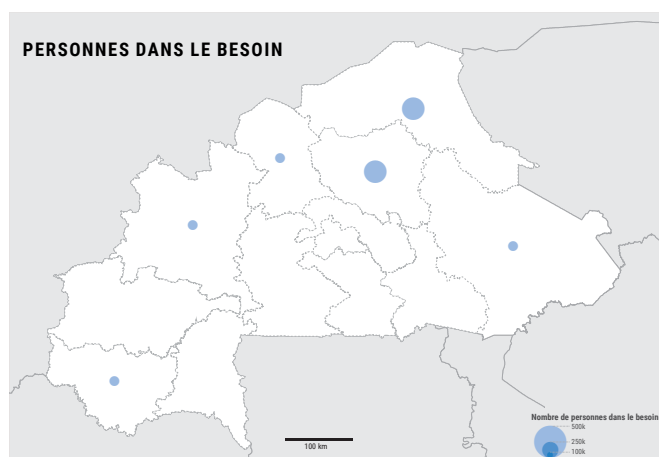 PERSONNES DANS LE BESOIN
100 km
Nombre de personnes dans le besoin
500k
250k
100k